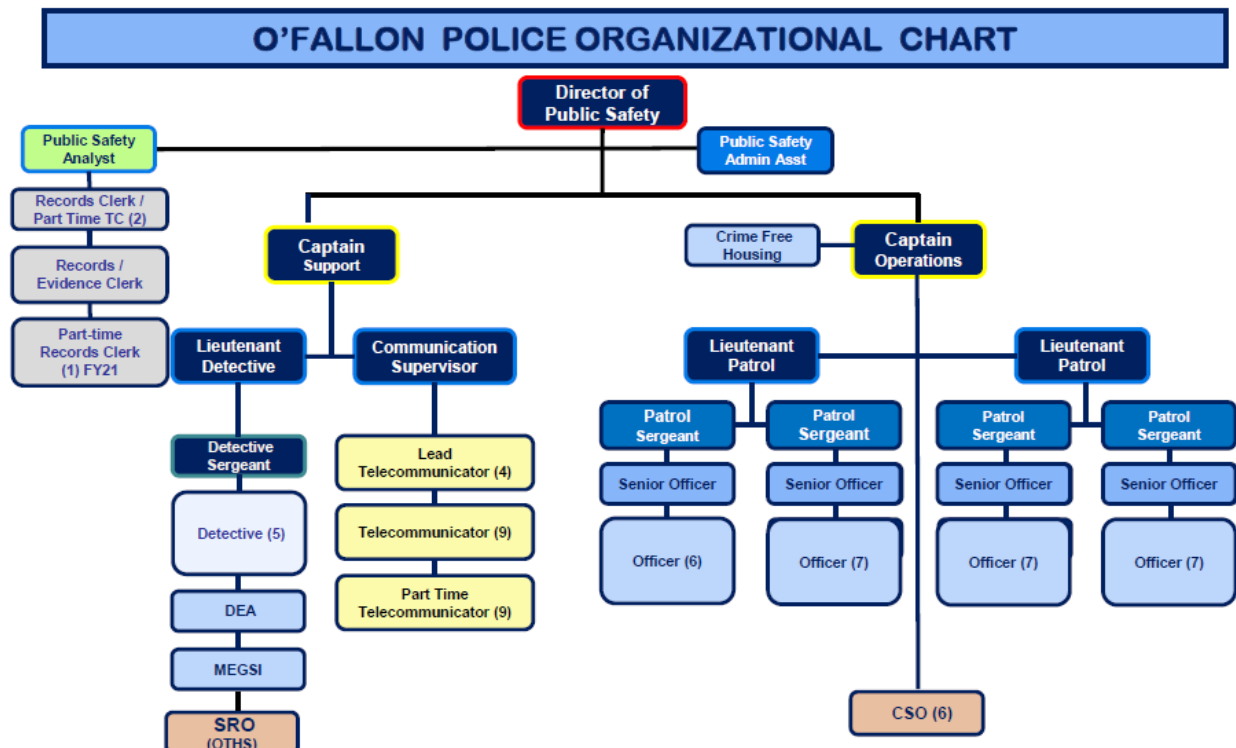 O'FALLON POLICE ORGANIZATIONAL CHART
Director of
Public Safety
Public Safety
Analyst
Public Safety
Admin Asst
Records Clerk /
Part Time TC (2)
Records /
Evidence Clerk
Part-time
Records Clerk
(1) FY21
Captain
Support
Crime Free
Housing
Captain
Operations
Lieutenant
Detective
Communication
Supervisor
Lieutenant
Patrol
Lieutenant
Patrol
Detective
Sergeant
Detective (5)
DEA
MEGSI
SRO
(OTHS)
Lead
Telecommunicator (4)
Telecommunicator (9)
Part Time
Telecommunicator (9)
Patrol
Sergeant
Senior Officer
Officer (6)
Patrol
Sergeant
Senior Officer
Officer (7)
Patrol
Sergeant
Senior Officer
Officer (7)
Patrol
Sergeant
Senior Officer
Officer (7)
CSO (6)